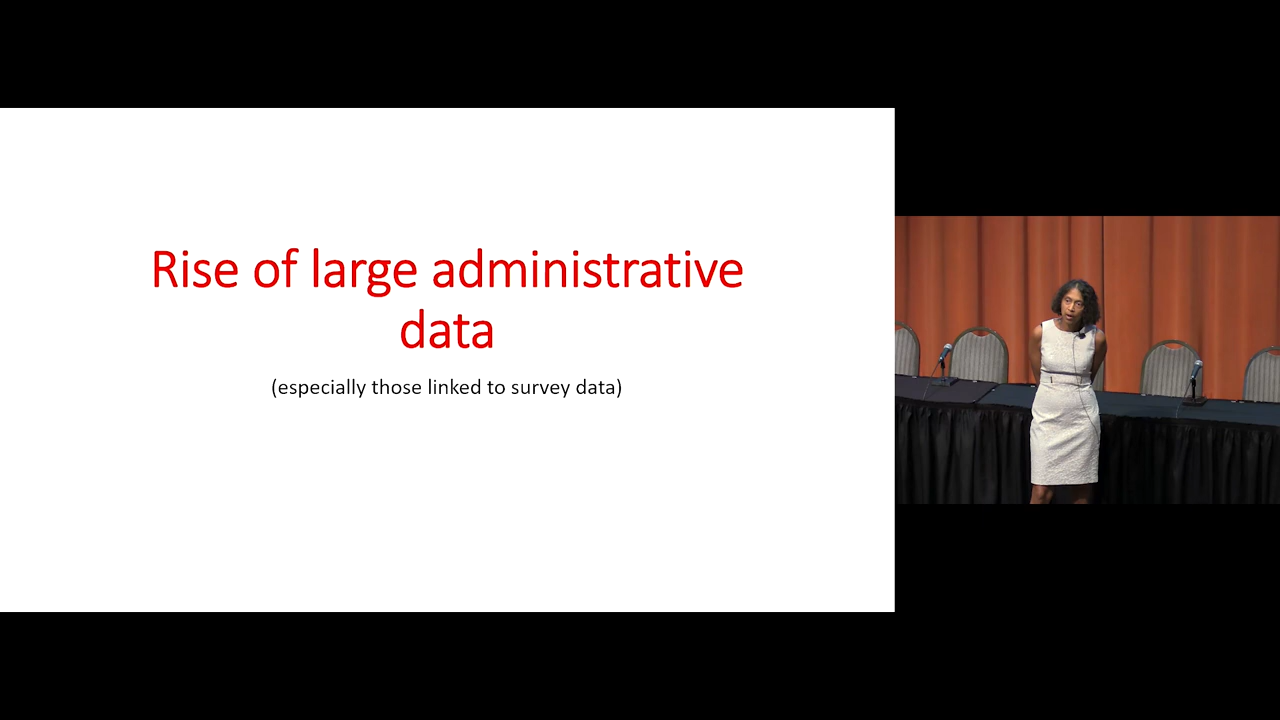 Rise of large administrative
data
(especially those linked to survey data)